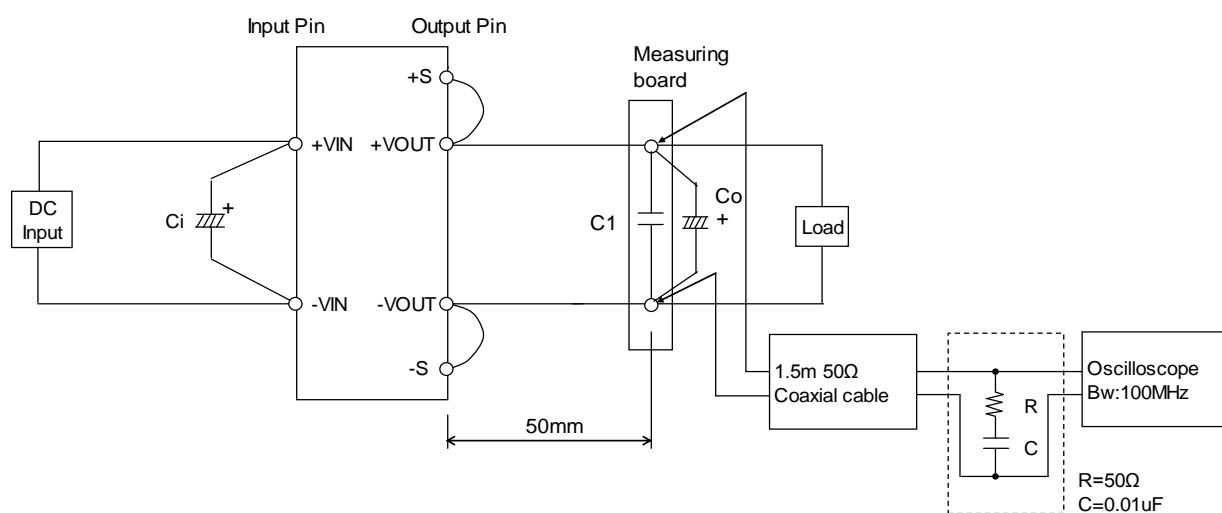 Input Pin
Output Pin
Measuring
board
+S
+VIN
+VOUT
DC
Input
Ci
+
C1
Co
+
Load
-VIN
-VOUT
-S
50mm
1.5m 50Ω
Coaxial cable
R
C
Oscilloscope
Bw:100MHz
R=50Ω
C=0.01uF